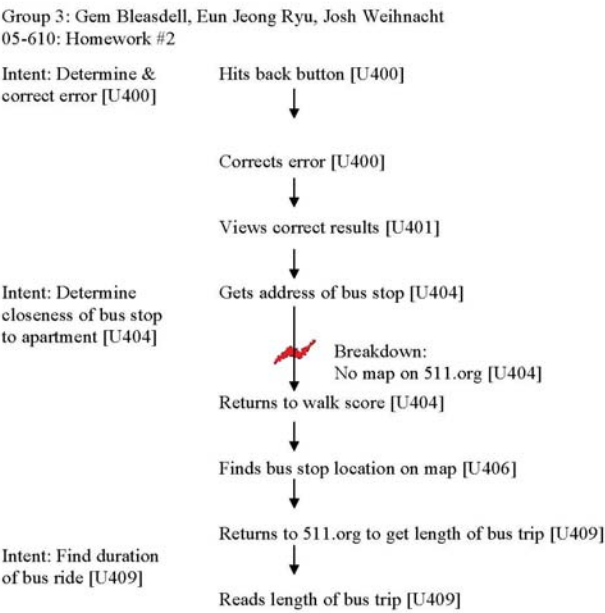 Group 3: Gem Bleasdell, Eun Jeong Ryu, Josh Weihnacht
05-610: Homework #2
Intent: Determine &
correct error [U400]
Hits back button [U400]
Corrects error [U400]
Views correct results [U401]
Intent: Determine
closeness of bus stop
to apartment [U404]
Gets address of bus stop [U404]
Breakdown:
No map on 511.org [U404]
Returns to walk score [U404]
Finds bus stop location on map [U406]
Returns to 511.org to get length of bus trip [U409]
Intent: Find duration
of bus ride [U409]
Reads length of bus trip [U409]